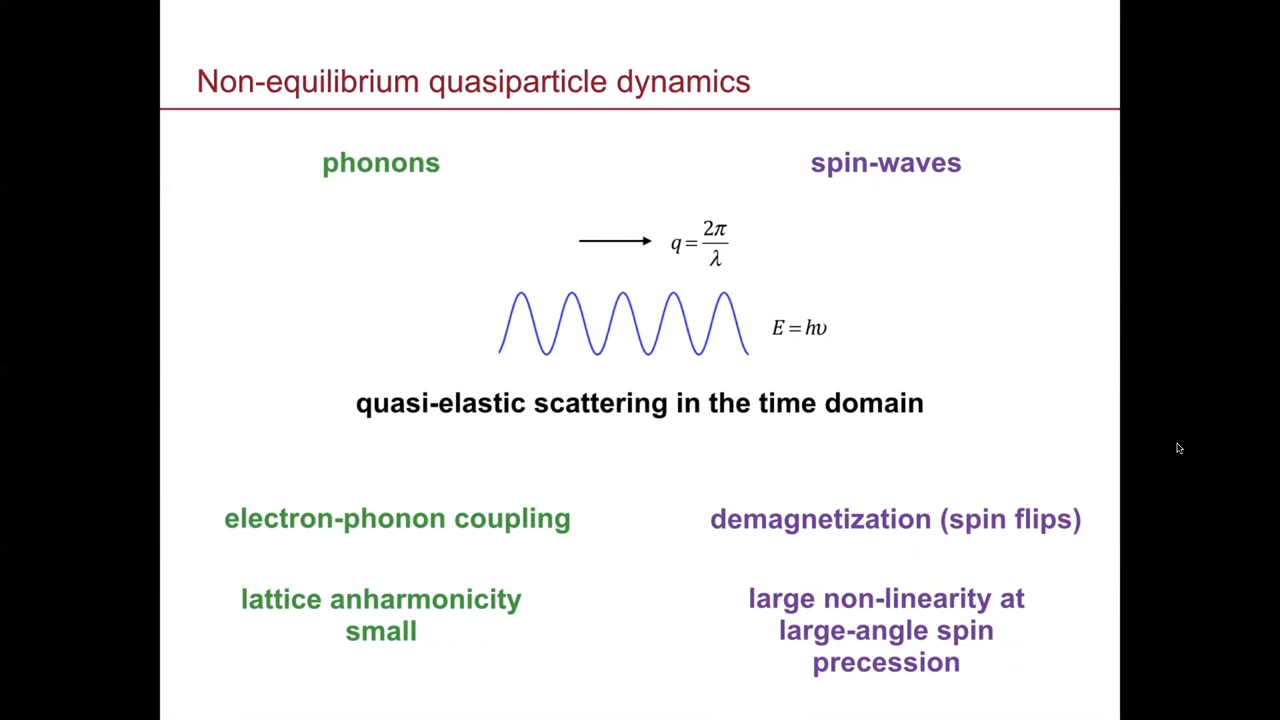 Non-equilibrium quasiparticle dynamics
phonons
spin-waves
q = 2π/λ
E = hυ
quasi-elastic scattering in the time domain
electron-phonon coupling
demagnetization (spin flips)
lattice anharmonicity
small
large non-linearity at
large-angle spin
precession